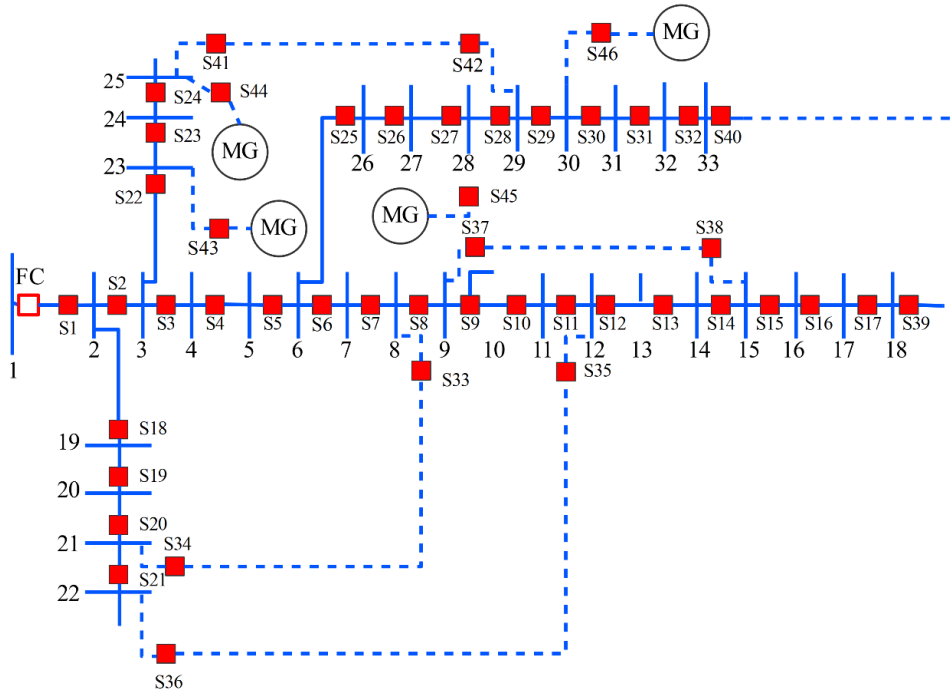 MG
S46
S41
S42
25
S24
S44
24
S23
MG
S25
S26
S27
S28
S29
S30
S31
S32
S40
26
27
28
29
30
31
32
33
23
S22
S43
MG
MG
S45
S37
S38
FC
S2
S1
S3
S4
S5
S6
S7
S8
S9
S10
S11
S12
S13
S14
S15
S16
S17
S39
1
2
3
4
5
6
7
8
9
10
11
12
13
14
15
16
17
18
S33
S35
S18
19
S19
20
S20
21
S34
S21
22
S36